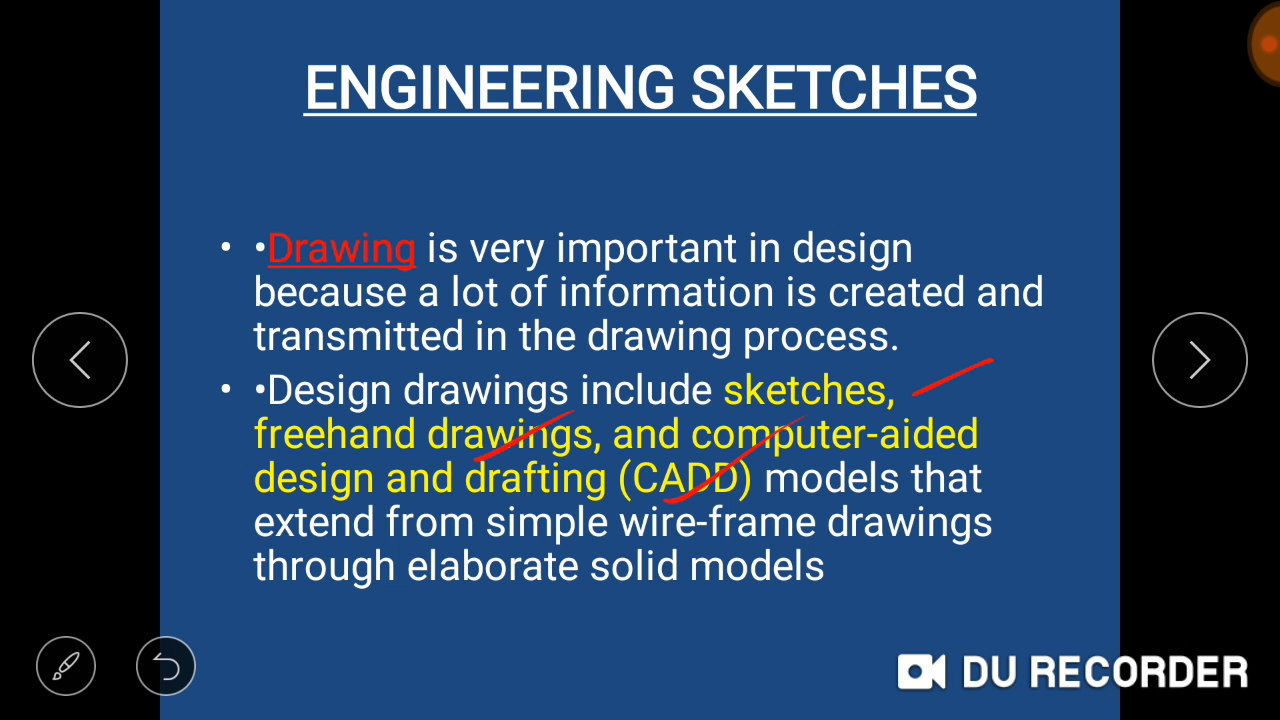 ENGINEERING SKETCHES
• •Drawing is very important in design
because a lot of information is created and
transmitted in the drawing process.
• •Design drawings include sketches,
freehand drawings, and computer-aided
design and drafting (CADD) models that
extend from simple wire-frame drawings
through elaborate solid models
DU RECORDER